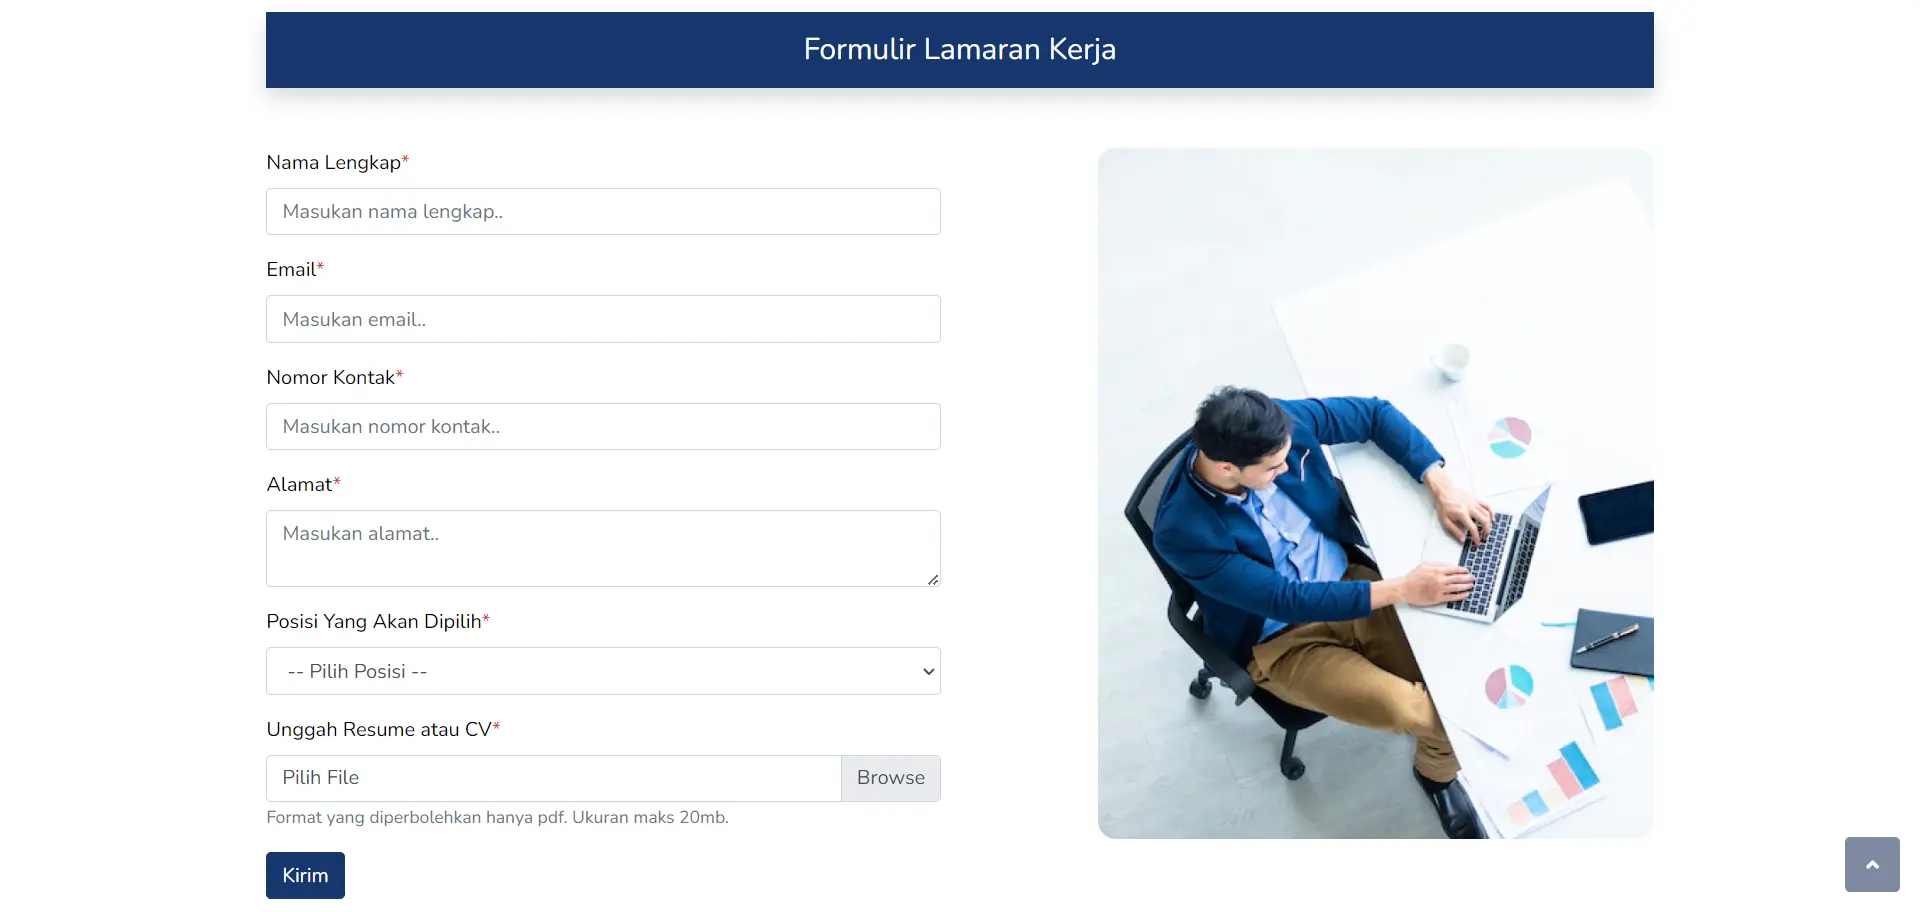 Formulir Lamaran Kerja
Nama Lengkap*
Masukan nama lengkap..
Email*
Masukan email..
Nomor Kontak*
Masukan nomor kontak..
Alamat*
Masukan alamat..
Posisi Yang Akan Dipilih*
-- Pilih Posisi --
Unggah Resume atau CV*
Pilih File
Browse
Format yang diperbolehkan hanya pdf. Ukuran maks 20mb.
Kirim